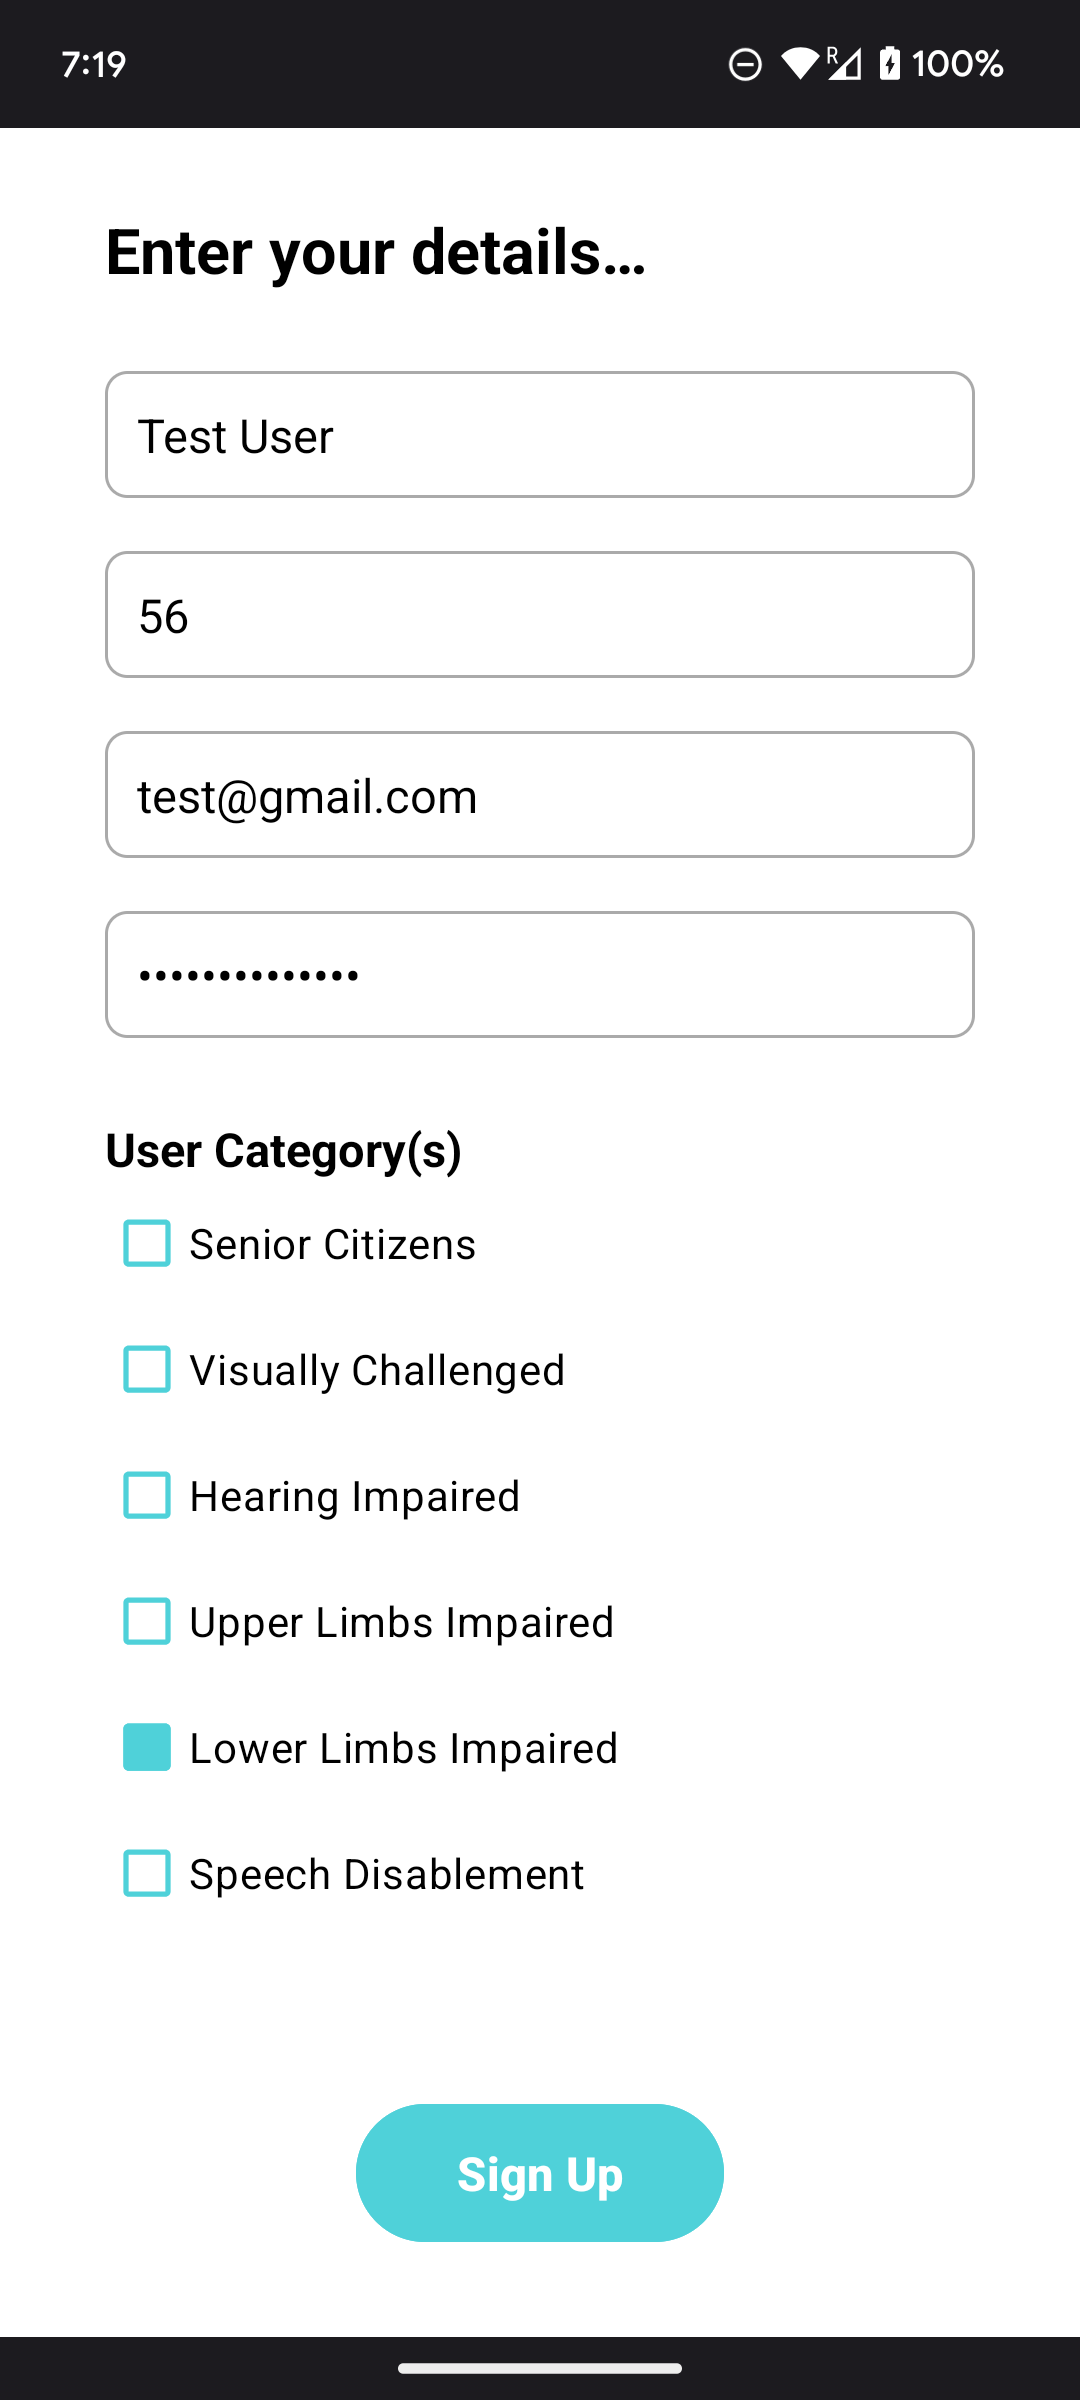 7:19
R 100%
Enter your details...
Test User
56
test@gmail.com
••••••••••••••
User Category(s)
Senior Citizens
Visually Challenged
Hearing Impaired
Upper Limbs Impaired
Lower Limbs Impaired
Speech Disablement
Sign Up